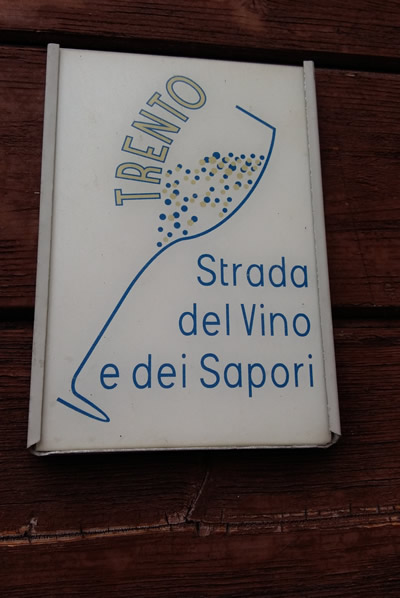 TRENTO
Strada
del Vino
e dei Sapori